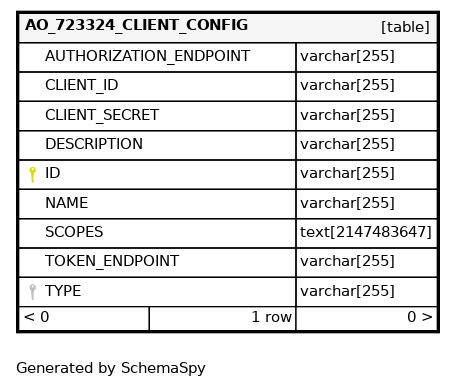 AO_723324_CLIENT_CONFIG [table]
AUTHORIZATION_ENDPOINT varchar[255]
CLIENT_ID varchar[255]
CLIENT_SECRET varchar[255]
DESCRIPTION varchar[255]
ID varchar[255]
NAME varchar[255]
SCOPES text[2147483647]
TOKEN_ENDPOINT varchar[255]
TYPE varchar[255]
< 0 1 row 0 >
Generated by SchemaSpy